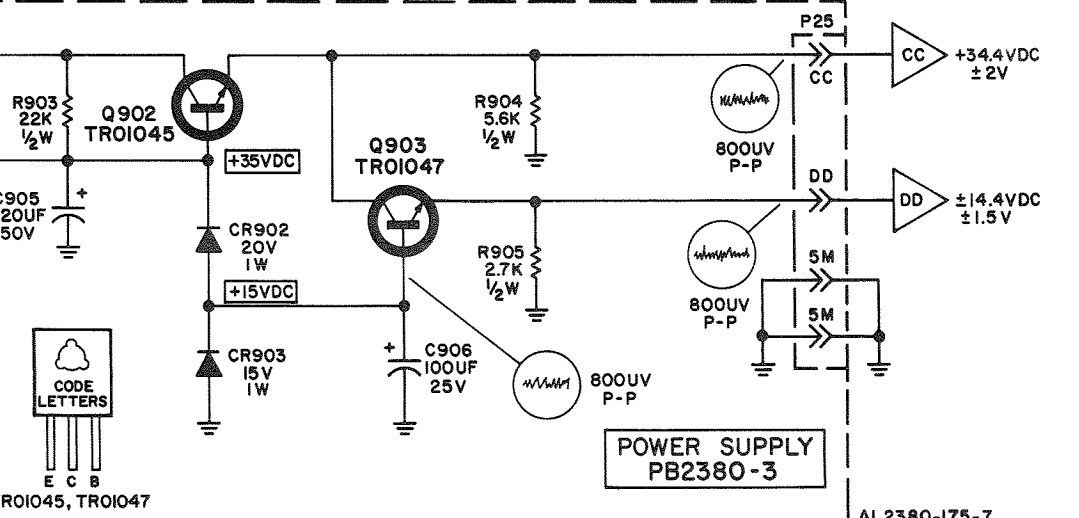 P25
CC
CC
+34.4VDC
±2V
R903
22K
½W
Q902
TR01045
R904
5.6K
½W
800UV
P-P
+35VDC
Q903
TR01047
DD
DD
±14.4VDC
±1.5V
C905
20UF
50V
+
CR902
20V
1W
R905
2.7K
½W
800UV
P-P
5M
5M
+15VDC
CR903
15V
1W
+
C906
100UF
25V
800UV
P-P
CODE
LETTERS
E C B
TR01045, TR01047
POWER SUPPLY
PB2380-3
AL2380-175-7